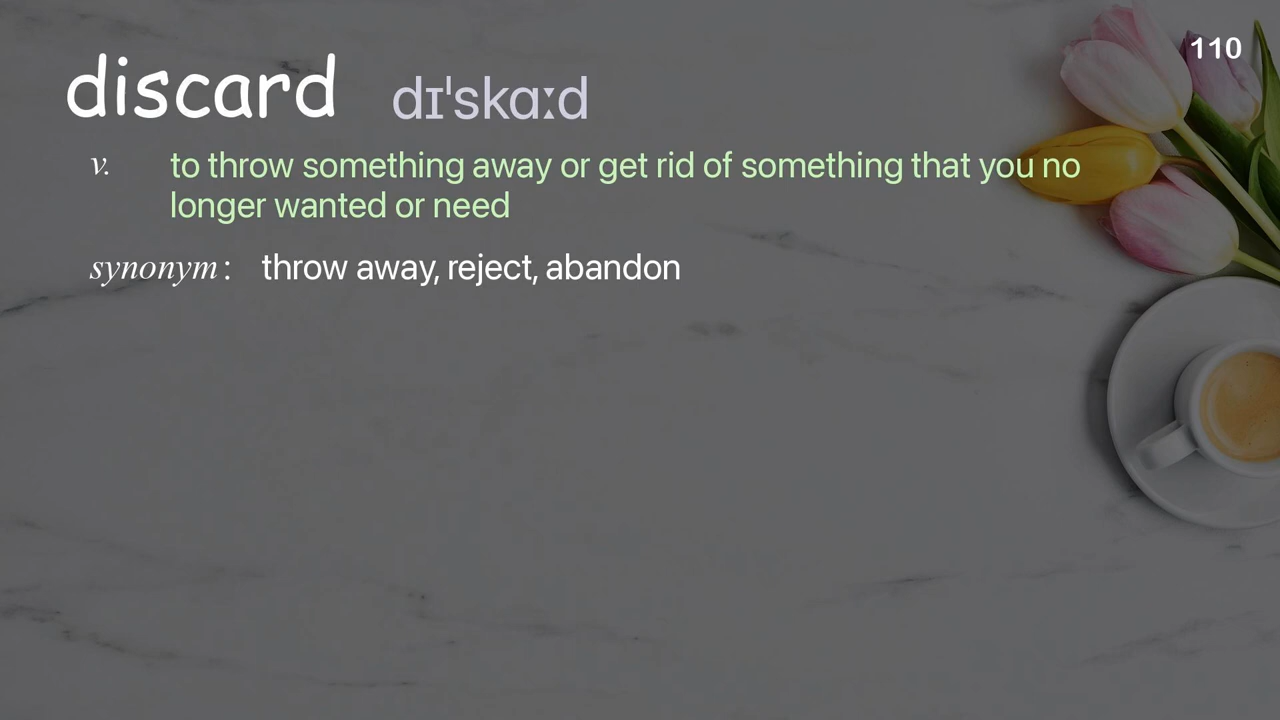 110
discard dɪˈskɑːd
v. to throw something away or get rid of something that you no
longer wanted or need
synonym: throw away, reject, abandon